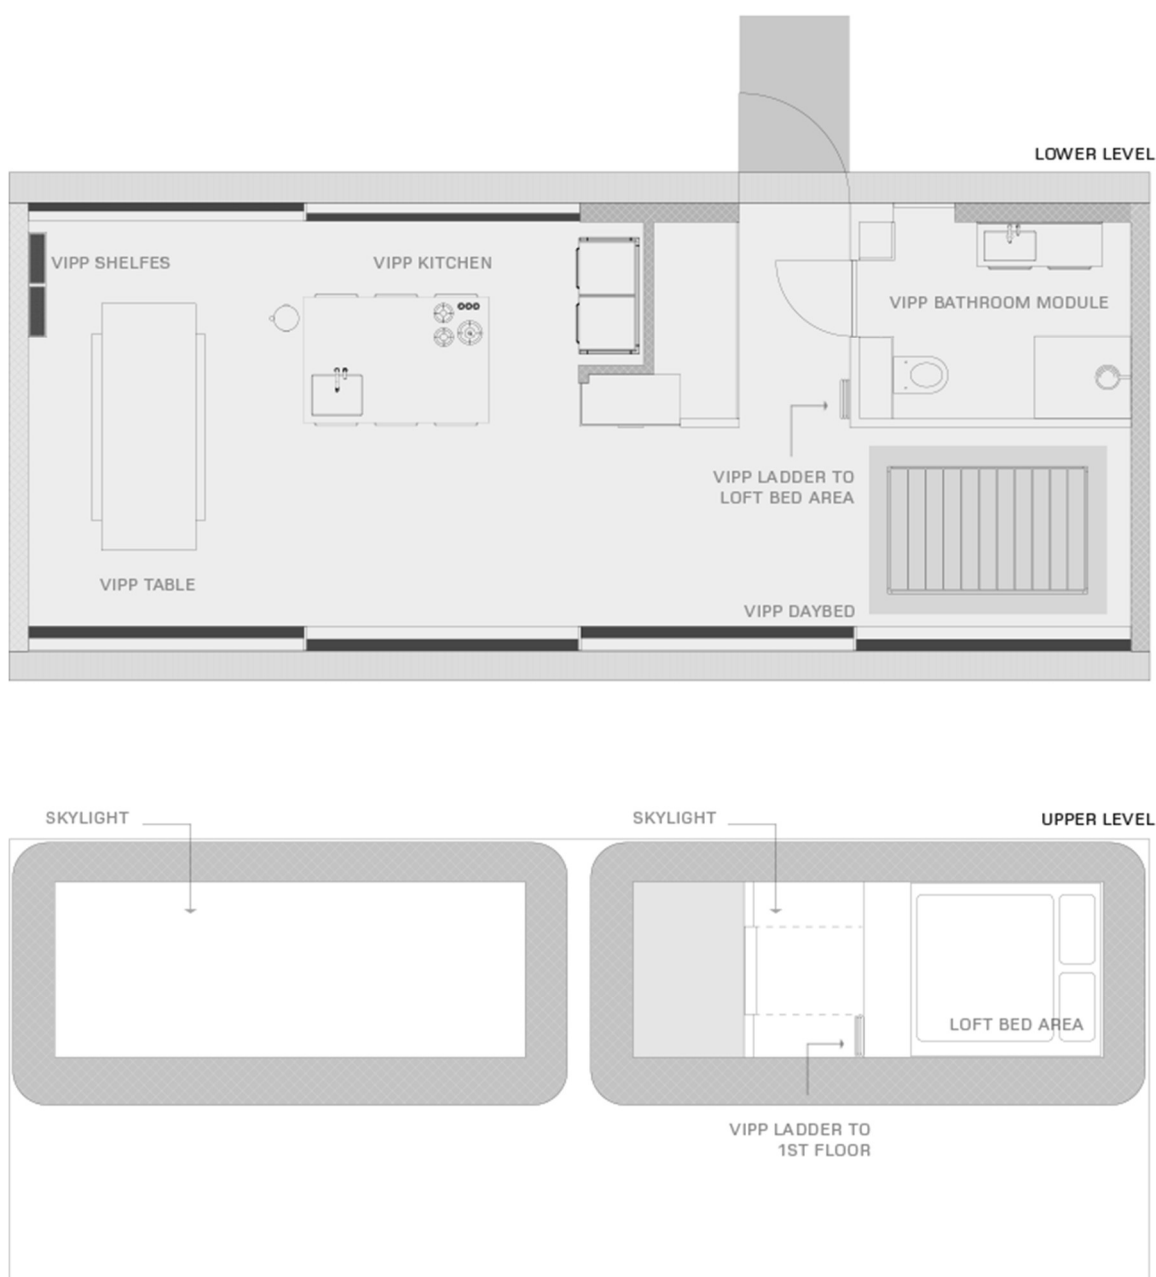 LOWER LEVEL
VIPP SHELFES
VIPP KITCHEN
VIPP BATHROOM MODULE
VIPP LADDER TO
LOFT BED AREA
VIPP TABLE
VIPP DAYBED
SKYLIGHT
SKYLIGHT
UPPER LEVEL
LOFT BED AREA
VIPP LADDER TO
1ST FLOOR